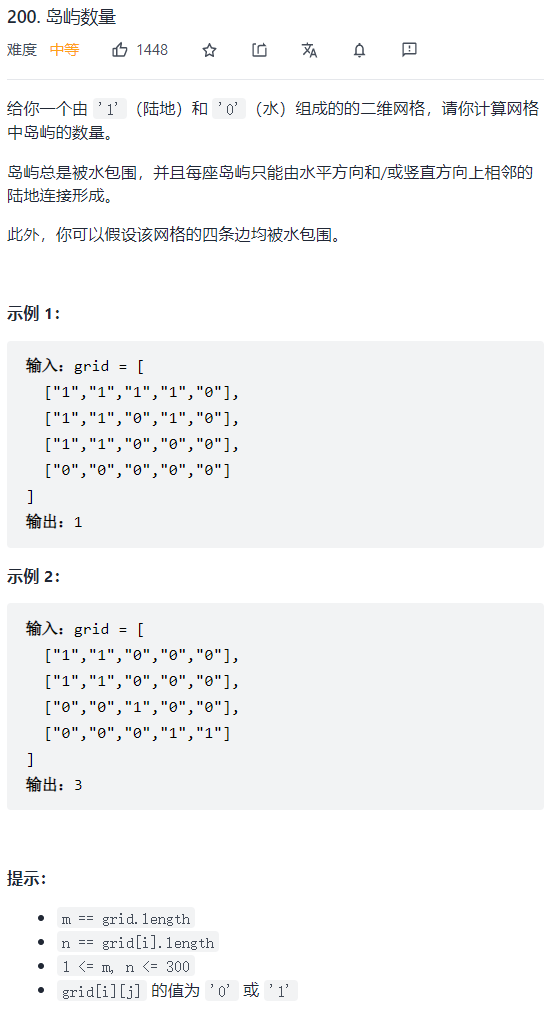 200. 岛屿数量
难度 中等 1448
给你一个由 '1'（陆地）和 '0'（水）组成的的二维网格，请你计算网格
中岛屿的数量。
岛屿总是被水包围，并且每座岛屿只能由水平方向和/或竖直方向上相邻的
陆地连接形成。
此外，你可以假设该网格的四条边均被水包围。
示例 1：
输入：grid = [
["1","1","1","1","0"],
["1","1","0","1","0"],
["1","1","0","0","0"],
["0","0","0","0","0"]
]
输出：1
示例 2：
输入：grid = [
["1","1","0","0","0"],
["1","1","0","0","0"],
["0","0","1","0","0"],
["0","0","0","1","1"]
]
输出：3
提示：
m == grid.length
n == grid[i].length
1 <= m, n <= 300
grid[i][j] 的值为 '0' 或 '1'